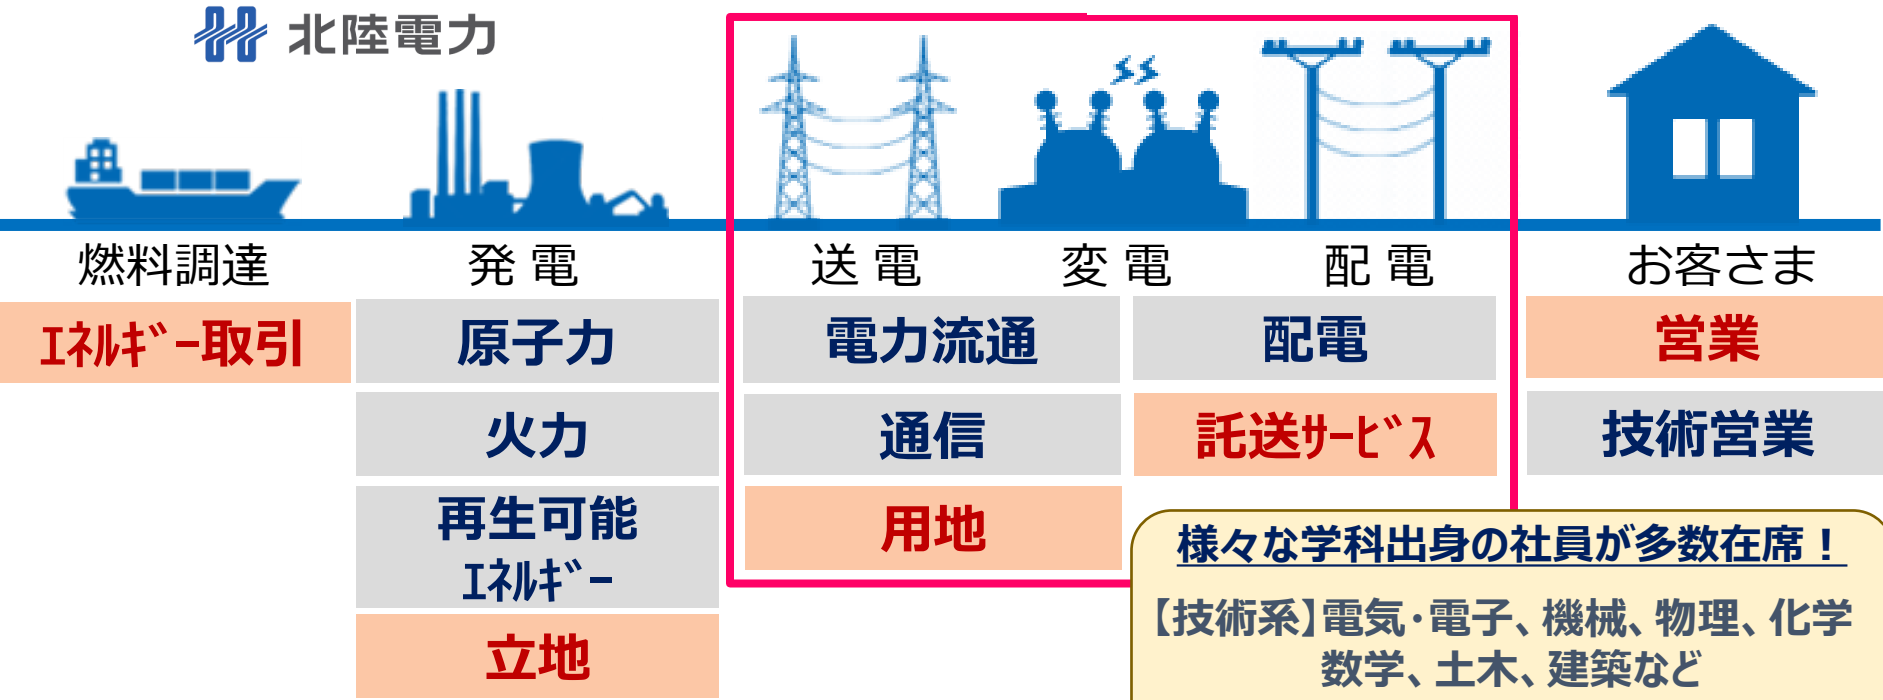 北陸電力
燃料調達
発電
送電
変電
配電
お客さま
ｴﾈﾙｷﾞｰ取引
原子力
電力流通
配電
営業
火力
通信
託送ｻｰﾋﾞｽ
技術営業
再生可能
ｴﾈﾙｷﾞｰ
用地
立地
様々な学科出身の社員が多数在席！
【技術系】電気・電子、機械、物理、化学
数学、土木、建築など